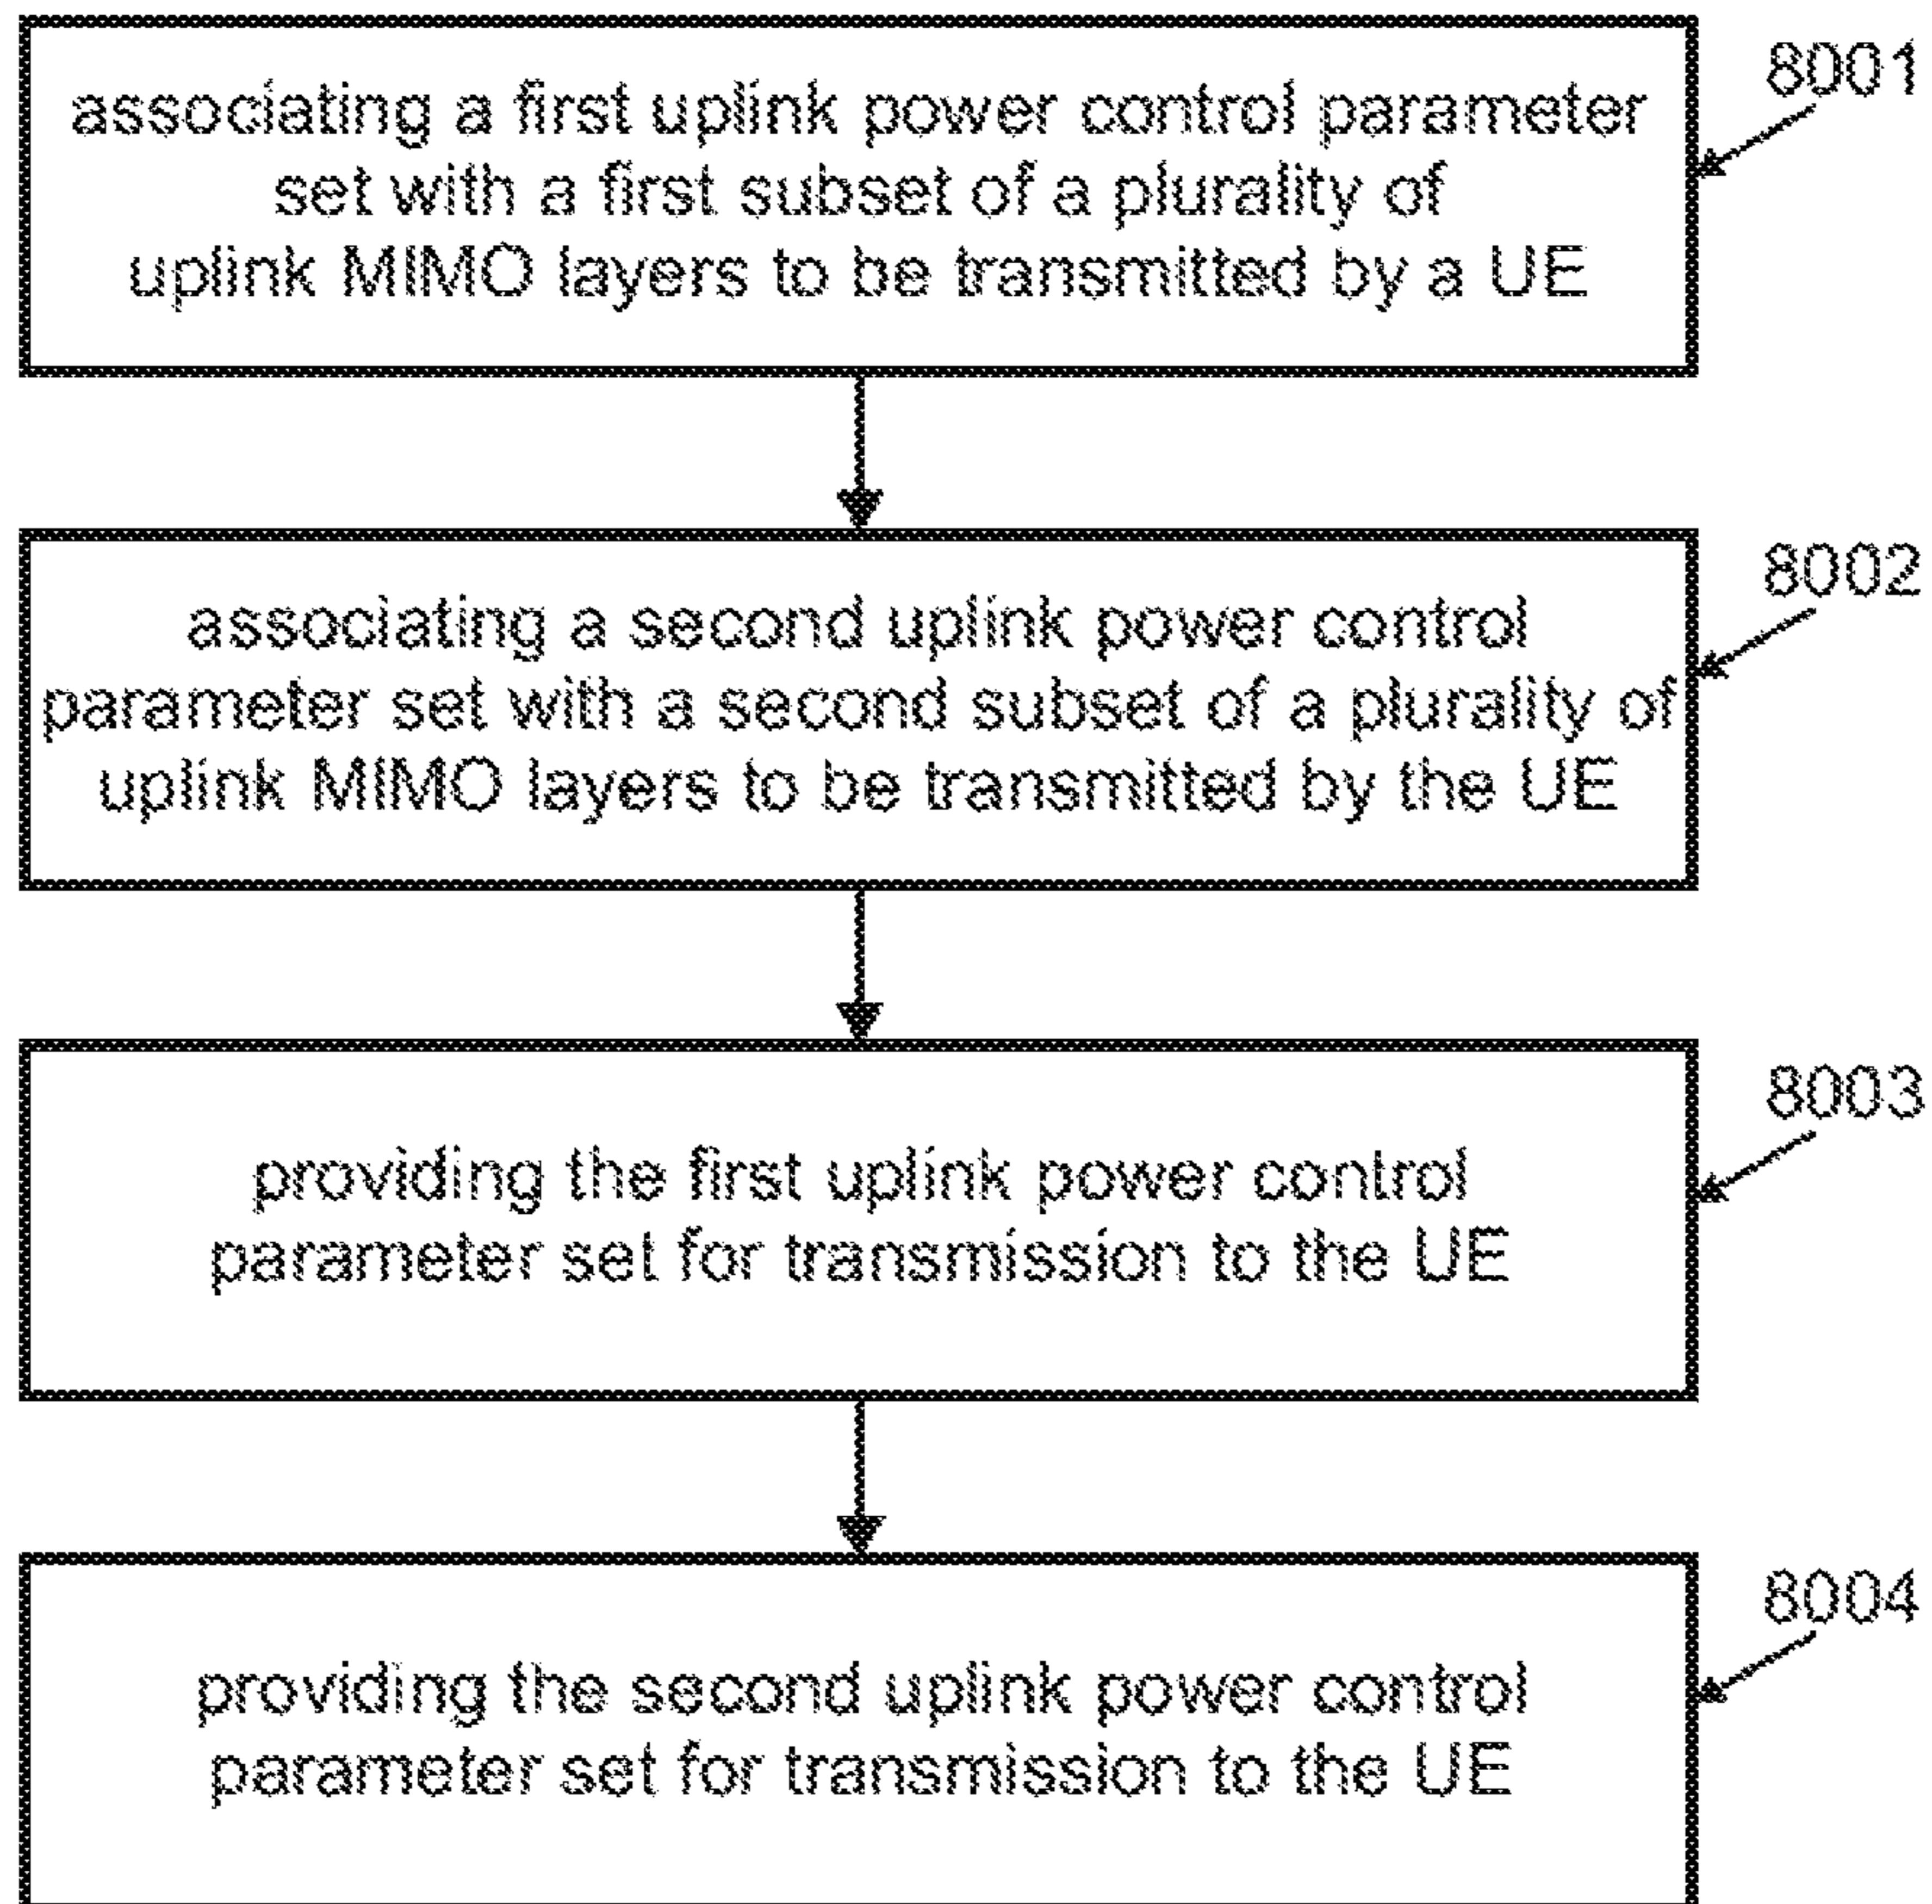 associating a first uplink power control parameter
set with a first subset of a plurality of
uplink MIMO layers to be transmitted by a UE
8001
associating a second uplink power control
parameter set with a second subset of a plurality of
uplink MIMO layers to be transmitted by the UE
8002
providing the first uplink power control
parameter set for transmission to the UE
8003
providing the second uplink power control
parameter set for transmission to the UE
8004